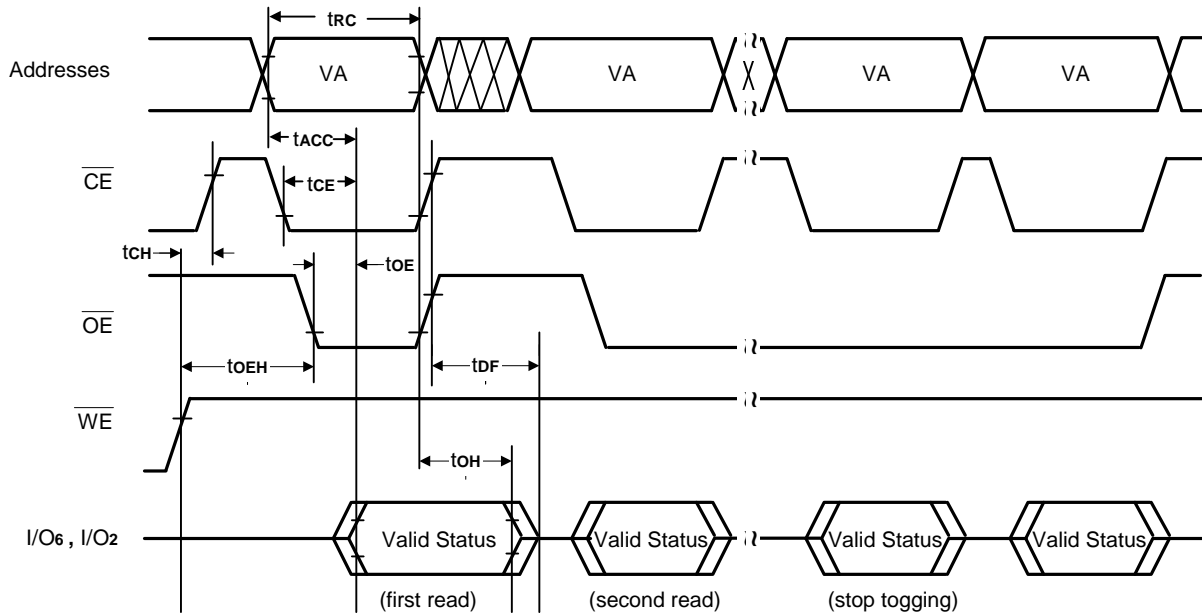 tRC
Addresses
VA
VA
VA
VA
tACC
CE
tCE
tCH
tOE
OE
tOEH
tDF
WE
tOH
I/O6 , I/O2
Valid Status
Valid Status
Valid Status
Valid Status
(first read)
(second read)
(stop togging)